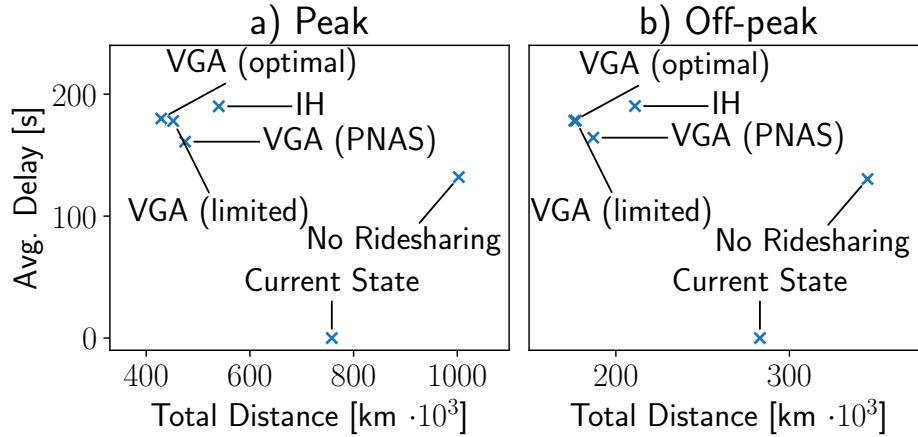 a) Peak
b) Off-peak
VGA (optimal)
IH
VGA (PNAS)
VGA (limited)
No Ridesharing
Current State
VGA (optimal)
IH
VGA (PNAS)
VGA (limited)
No Ridesharing
Current State
Avg. Delay [s]
200
100
0
400
600
800
1000
200
300
Total Distance [km ·10³]
Total Distance [km ·10³]